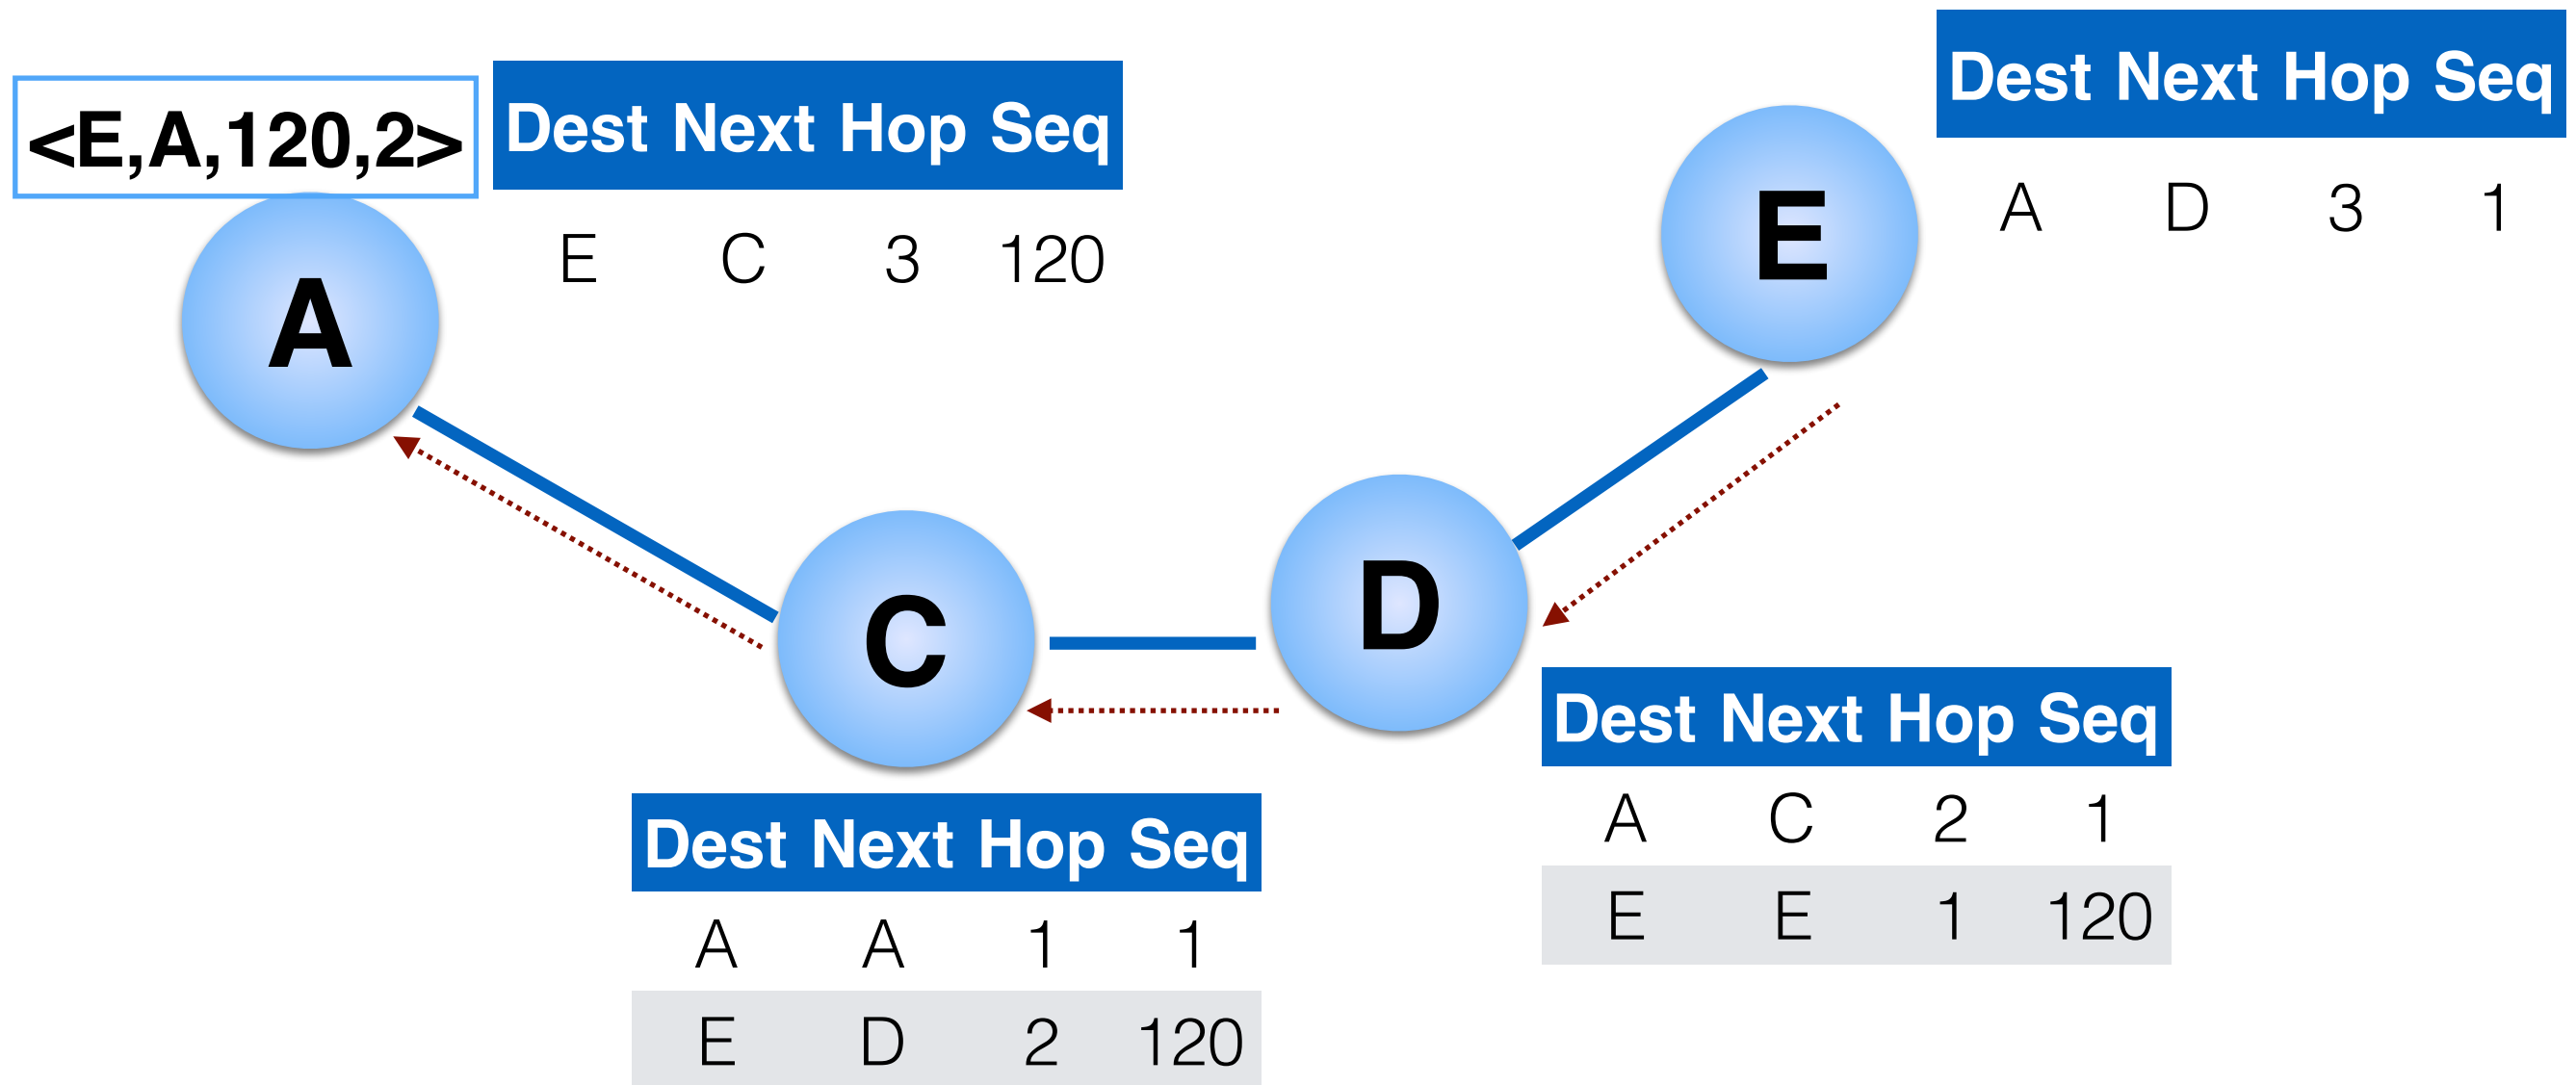 <E,A,120,2>
Dest Next Hop Seq
E C 3 120
A
Dest Next Hop Seq
A D 3 1
E
C
D
Dest Next Hop Seq
A C 2 1
E E 1 120
Dest Next Hop Seq
A A 1 1
E D 2 120